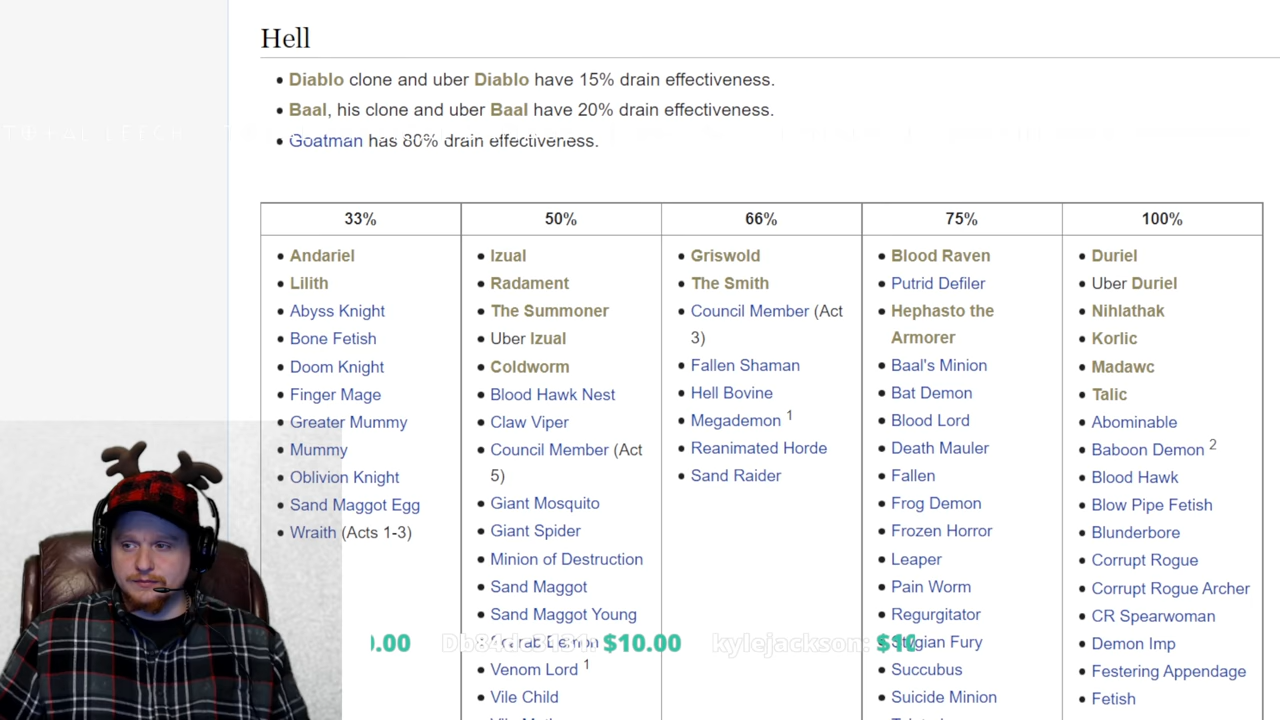 Hell
• Diablo clone and uber Diablo have 15% drain effectiveness.
• Baal, his clone and uber Baal have 20% drain effectiveness.
• Goatman has 80% drain effectiveness.
33%
• Andariel
• Lilith
• Abyss Knight
• Bone Fetish
• Doom Knight
• Finger Mage
• Greater Mummy
• Mummy
• Oblivion Knight
• Sand Maggot Egg
• Wraith (Acts 1-3)
50%
• Izual
• Radament
• The Summoner
• Uber Izual
• Coldworm
• Blood Hawk Nest
• Claw Viper
• Council Member (Act
5)
• Giant Mosquito
• Giant Spider
• Minion of Destruction
• Sand Maggot
• Sand Maggot Young
• Scarab Demon
• Venom Lord 1
• Vile Child
66%
• Griswold
• The Smith
• Council Member (Act
3)
• Fallen Shaman
• Hell Bovine
• Megademon 1
• Reanimated Horde
• Sand Raider
75%
• Blood Raven
• Putrid Defiler
• Hephasto the
Armorer
• Baal's Minion
• Bat Demon
• Blood Lord
• Death Mauler
• Fallen
• Frog Demon
• Frozen Horror
• Leaper
• Pain Worm
• Regurgitator
• Stygian Fury
• Succubus
• Suicide Minion
100%
• Duriel
• Uber Duriel
• Nihlathak
• Korlic
• Madawc
• Talic
• Abominable
• Baboon Demon 2
• Blood Hawk
• Blow Pipe Fetish
• Blunderbore
• Corrupt Rogue
• Corrupt Rogue Archer
• CR Spearwoman
• Demon Imp
• Festering Appendage
• Fetish
.00 $10.00 kylejackson: